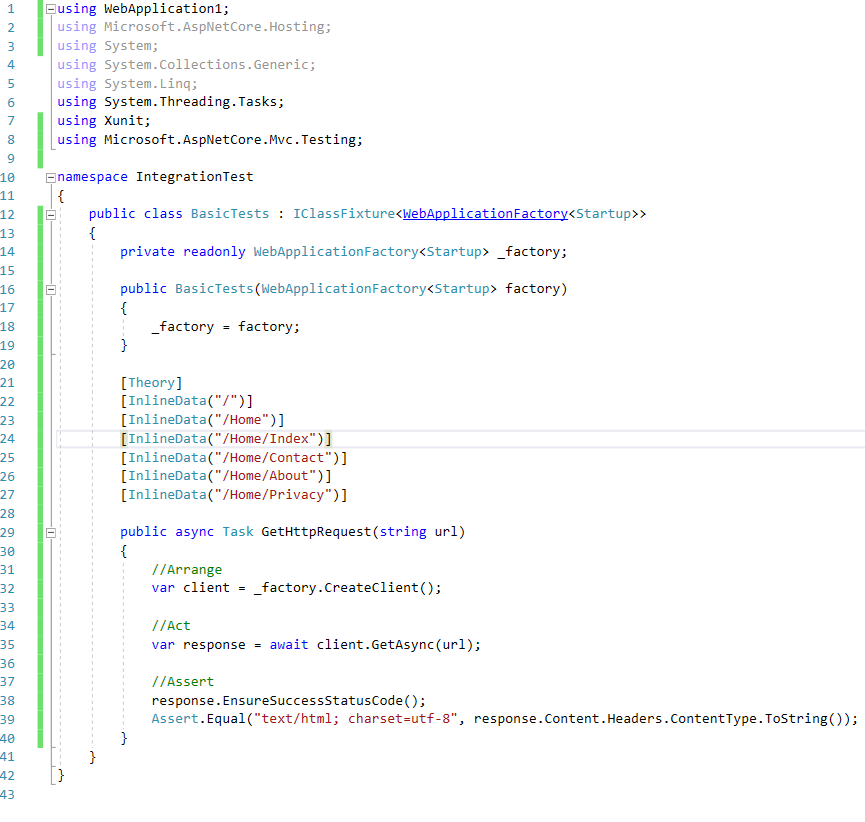 1 using WebApplication1;
2 using Microsoft.AspNetCore.Hosting;
3 using System;
4 using System.Collections.Generic;
5 using System.Linq;
6 using System.Threading.Tasks;
7 using Xunit;
8 using Microsoft.AspNetCore.Mvc.Testing;
9
10 namespace IntegrationTest
11 {
12 public class BasicTests : IClassFixture<WebApplicationFactory<Startup>>
13 {
14 private readonly WebApplicationFactory<Startup> _factory;
15
16 public BasicTests(WebApplicationFactory<Startup> factory)
17 {
18 _factory = factory;
19 }
20
21 [Theory]
22 [InlineData("/")]
23 [InlineData("/Home")]
24 [InlineData("/Home/Index")]
25 [InlineData("/Home/Contact")]
26 [InlineData("/Home/About")]
27 [InlineData("/Home/Privacy")]
28
29 public async Task GetHttpRequest(string url)
30 {
31 //Arrange
32 var client = _factory.CreateClient();
33
34 //Act
35 var response = await client.GetAsync(url);
36
37 //Assert
38 response.EnsureSuccessStatusCode();
39 Assert.Equal("text/html; charset=utf-8", response.Content.Headers.ContentType.ToString());
40 }
41 }
42 }
43